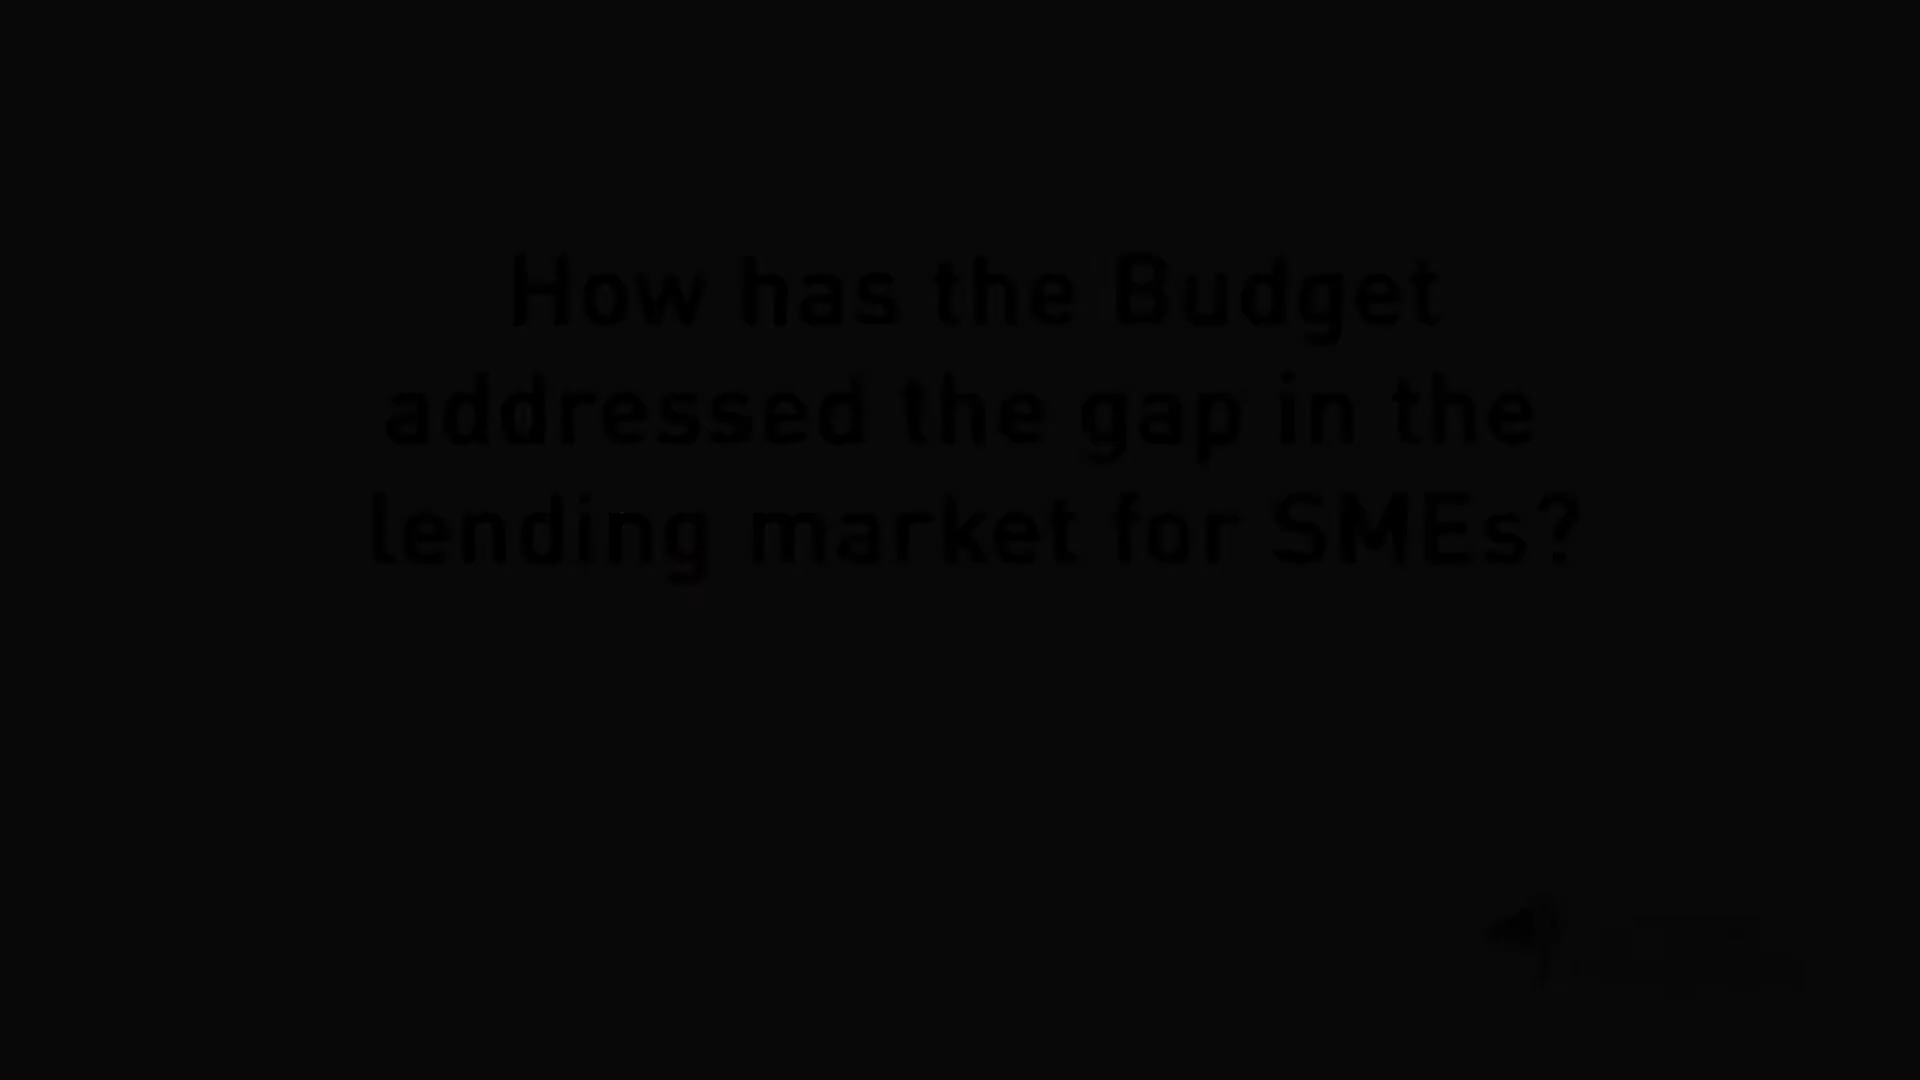 How has the Budget
addressed the gap in the
lending market for SMEs?